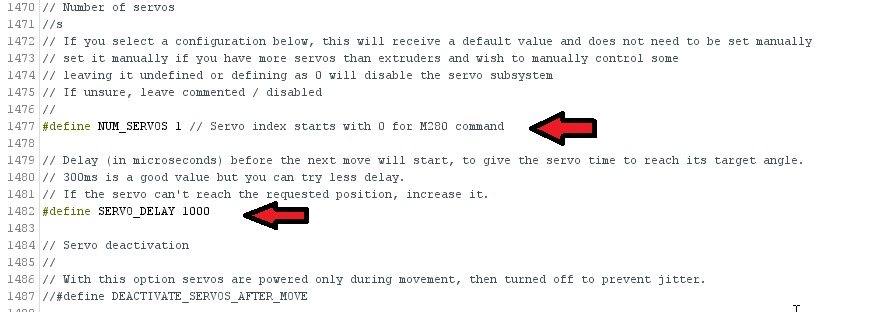 1470 // Number of servos
1471 //s
1472 // If you select a configuration below, this will receive a default value and does not need to be set manually
1473 // set it manually if you have more servos than extruders and wish to manually control some
1474 // leaving it undefined or defining as 0 will disable the servo subsystem
1475 // If unsure, leave commented / disabled
1476 //
1477 #define NUM_SERVOS 1 // Servo index starts with 0 for M280 command
1478
1479 // Delay (in microseconds) before the next move will start, to give the servo time to reach its target angle.
1480 // 300ms is a good value but you can try less delay.
1481 // If the servo can't reach the requested position, increase it.
1482 #define SERVO_DELAY 1000
1483
1484 // Servo deactivation
1485 //
1486 // With this option servos are powered only during movement, then turned off to prevent jitter.
1487 //#define DEACTIVATE_SERVOS_AFTER_MOVE